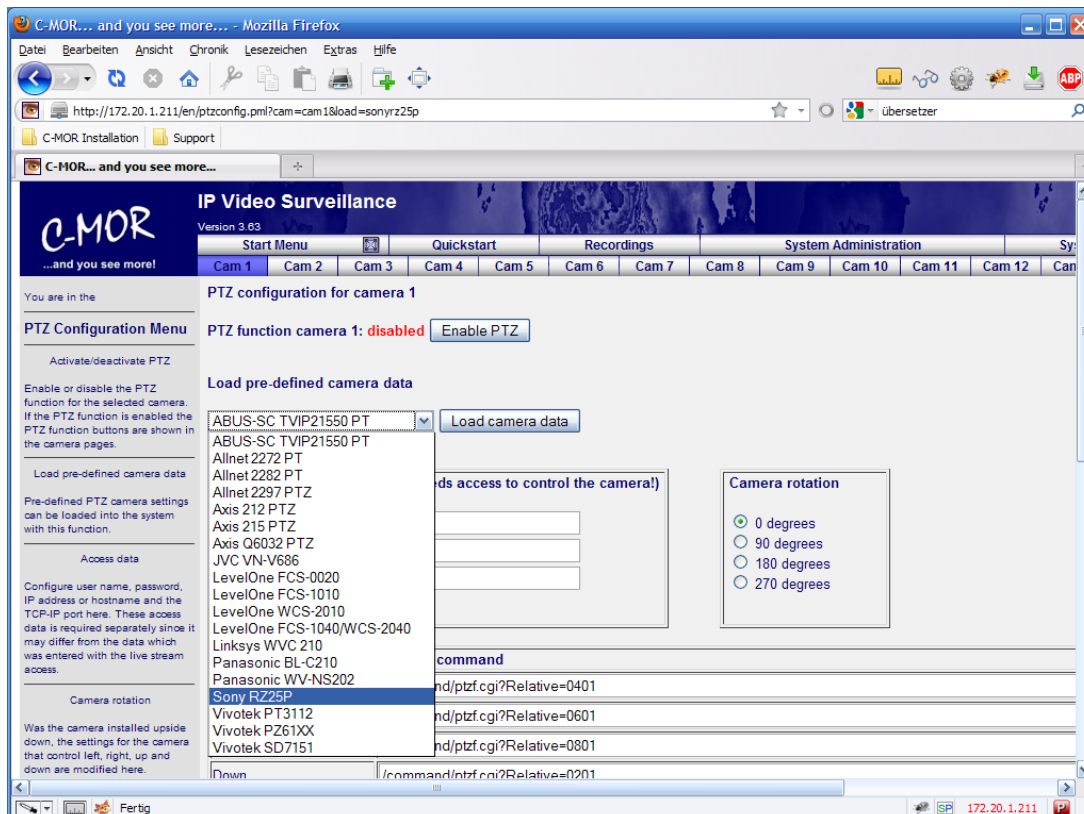 C-MOR... and you see more... - Mozilla Firefox
Datei Bearbeiten Ansicht Chronik Lesezeichen Extras Hilfe
ABP
http://172.20.1.211/en/ptzconfig.pml?cam=cam1&load=sonyrz25p
übersetzer
C-MOR Installation Support
C-MOR... and you see more...
C-MOR
...and you see more!
IP Video Surveillance
Version 3.63
Start Menu Quickstart Recordings System Administration Sy
Cam 1 Cam 2 Cam 3 Cam 4 Cam 5 Cam 6 Cam 7 Cam 8 Cam 9 Cam 10 Cam 11 Cam 12 Can
You are in the
PTZ Configuration Menu
Activate/deactivate PTZ
Enable or disable the PTZ
function for the selected camera.
If the PTZ function is enabled the
PTZ function buttons are shown in
the camera pages.
Load pre-defined camera data
Pre-defined PTZ camera settings
can be loaded into the system
with this function.
Access data
Configure user name, password,
IP address or hostname and the
TCP-IP port here. These access
data is required separately since it
may differ from the data which
was entered with the live stream
access.
Camera rotation
Was the camera installed upside
down, the settings for the camera
that control left, right, up and
down are modified here.
PTZ configuration for camera 1
PTZ function camera 1: disabled Enable PTZ
Load pre-defined camera data
ABUS-SC TVIP21550 PT Load camera data
ABUS-SC TVIP21550 PT
Allnet 2272 PT
Allnet 2282 PT
Allnet 2297 PTZ
Axis 212 PTZ
Axis 215 PTZ
Axis Q6032 PTZ
JVC VN-V686
LevelOne FCS-0020
LevelOne FCS-1010
LevelOne WCS-2010
LevelOne FCS-1040/WCS-2040
Linksys WVC 210
Panasonic BL-C210
Panasonic WV-NS202
Sony RZ25P
Vivotek PT3112
Vivotek PZ61XX
Vivotek SD7151
ds access to control the camera!)
Camera rotation
0 degrees
90 degrees
180 degrees
270 degrees
command
nd/ptzf.cgi?Relative=0401
nd/ptzf.cgi?Relative=0601
nd/ptzf.cgi?Relative=0801
Down /command/ptzf.cgi?Relative=0201
Fertig
SP 172.20.1.211